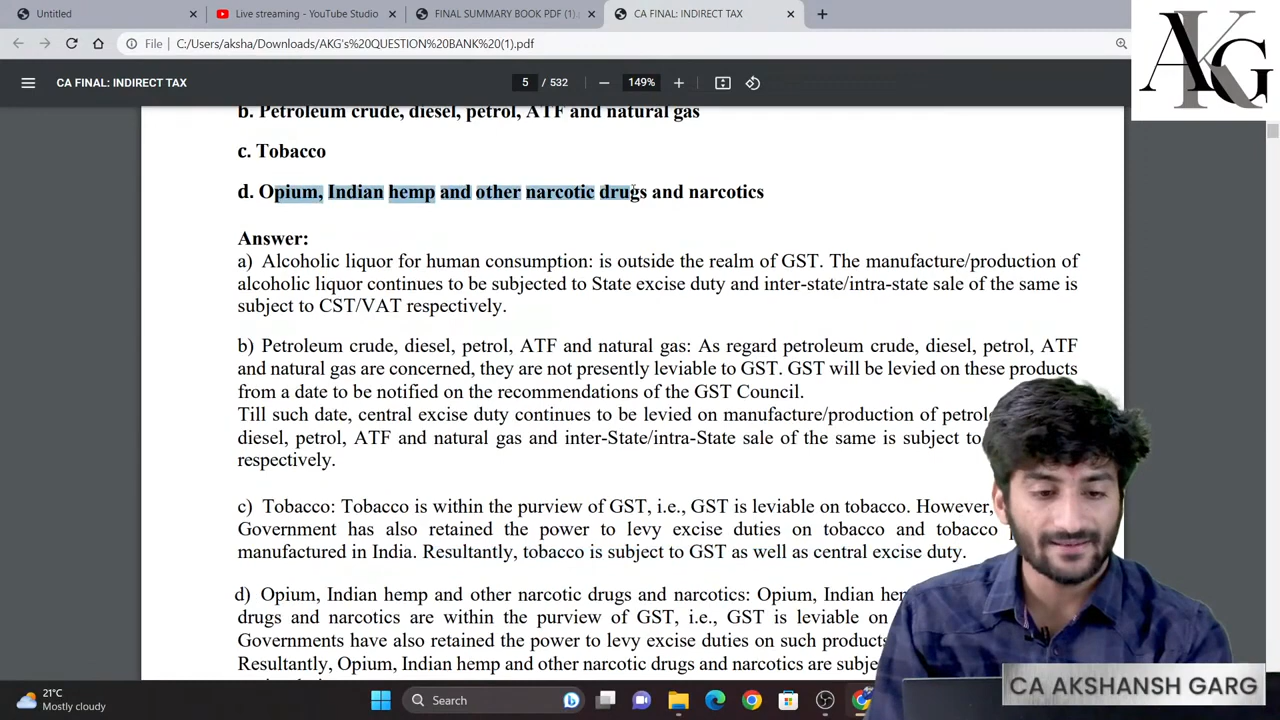 Untitled
Live streaming - YouTube Studio
FINAL SUMMARY BOOK PDF (1).
CA FINAL: INDIRECT TAX
File C:/Users/aksha/Downloads/AKG's%20QUESTION%20BANK%20(1).pdf
AKG
CA FINAL: INDIRECT TAX
5 / 532
149%
b. Petroleum crude, diesel, petrol, ATF and natural gas
c. Tobacco
d. Opium, Indian hemp and other narcotic drugs and narcotics
Answer:
a) Alcoholic liquor for human consumption: is outside the realm of GST. The manufacture/production of
alcoholic liquor continues to be subjected to State excise duty and inter-state/intra-state sale of the same is
subject to CST/VAT respectively.
b) Petroleum crude, diesel, petrol, ATF and natural gas: As regard petroleum crude, diesel, petrol, ATF
and natural gas are concerned, they are not presently leviable to GST. GST will be levied on these products
from a date to be notified on the recommendations of the GST Council.
Till such date, central excise duty continues to be levied on manufacture/production of
diesel, petrol, ATF and natural gas and inter-State/intra-State sale of the same is subject to
respectively.
c) Tobacco: Tobacco is within the purview of GST, i.e., GST is leviable on tobacco. However,
Government has also retained the power to levy excise duties on tobacco and tobacco
manufactured in India. Resultantly, tobacco is subject to GST as well as central excise duty.
d) Opium, Indian hemp and other narcotic drugs and narcotics: Opium, Indian
drugs and narcotics are within the purview of GST, i.e., GST is leviable on
Governments have also retained the power to levy excise duties on such products
Resultantly, Opium, Indian hemp and other narcotic drugs and narcotics are
CA AKSHANSH GARG
21°C
Mostly cloudy
Search